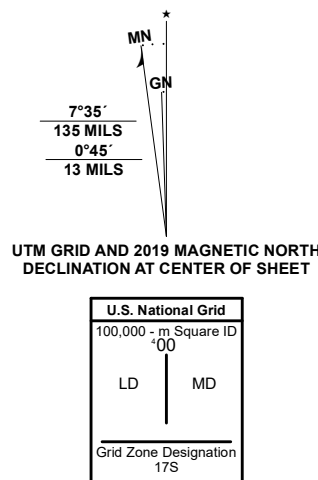 ★
MN
GN
7°35´
135 MILS
0°45´
13 MILS
UTM GRID AND 2019 MAGNETIC NORTH
DECLINATION AT CENTER OF SHEET
U.S. National Grid
100,000 - m Square ID
⁴00
LD MD
Grid Zone Designation
17S